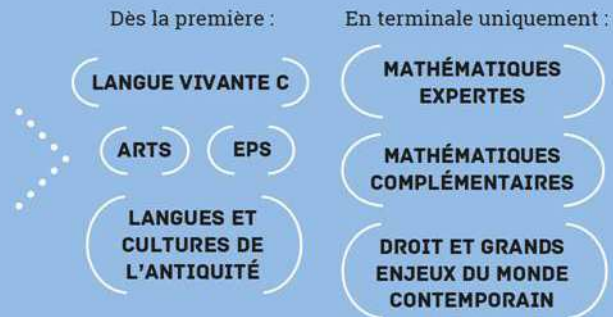 Dès la première :
LANGUE VIVANTE C
ARTS
EPS
LANGUES ET
CULTURES DE
L'ANTIQUITÉ
En terminale uniquement :
MATHÉMATIQUES
EXPERTES
MATHÉMATIQUES
COMPLÉMENTAIRES
DROIT ET GRANDS
ENJEUX DU MONDE
CONTEMPORAIN